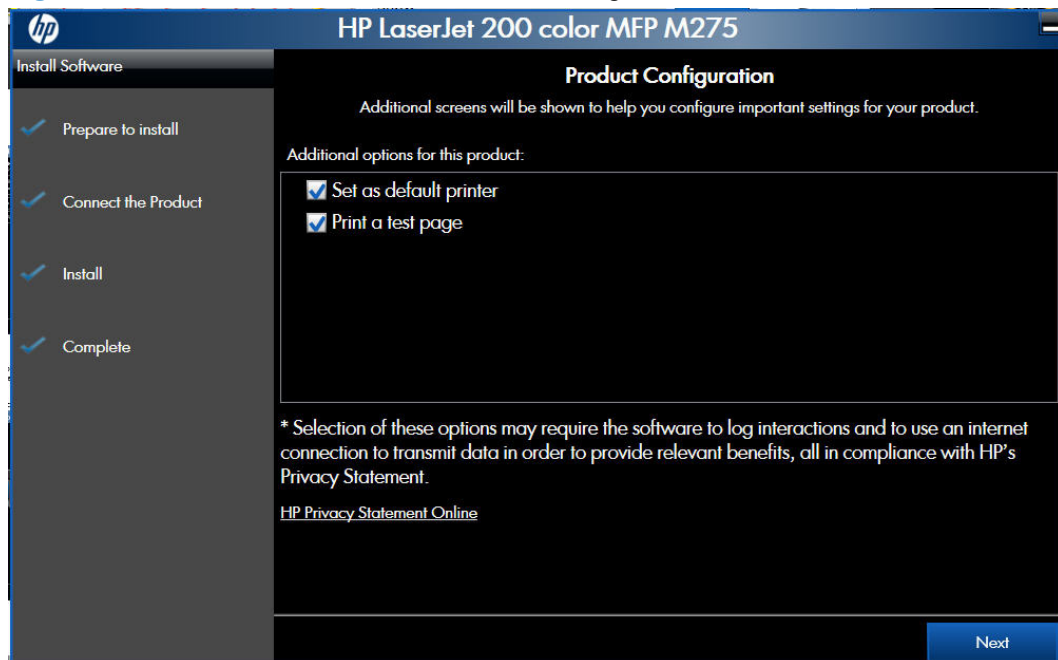 hp
HP LaserJet 200 color MFP M275
Install Software
Prepare to install
Connect the Product
Install
Complete
Product Configuration
Additional screens will be shown to help you configure important settings for your product.
Additional options for this product:
Set as default printer
Print a test page
* Selection of these options may require the software to log interactions and to use an internet
connection to transmit data in order to provide relevant benefits, all in compliance with HP’s
Privacy Statement.
HP Privacy Statement Online
Next